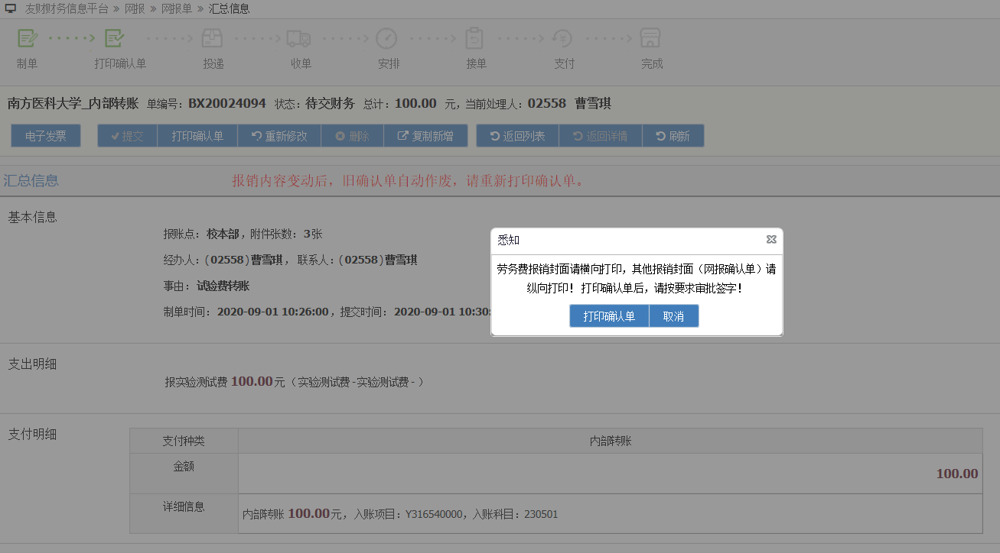 友财财务信息平台 » 网报 » 网报单 » 汇总信息
制单 打印确认单 投递 收单 安排 接单 支付 完成
南方医科大学_内部转账 单编号：BX20024094 状态：待交财务 总计：100.00 元，当前处理人：02558 曹雪琪
电子发票 提交 打印确认单 重新修改 删除 复制新增 返回列表 返回详情 刷新
汇总信息 报销内容变动后，旧确认单自动作废，请重新打印确认单。
基本信息
报账点：校本部，附件张数：3张
经办人：(02558)曹雪琪， 联系人：(02558)曹雪琪
事由：试验费转账
制单时间：2020-09-01 10:26:00，提交时间：2020-09-01 10:30:
悉知
劳务费报销封面请横向打印，其他报销封面（网报确认单）请
纵向打印！ 打印确认单后，请按要求审批签字！
打印确认单 取消
支出明细
报实验测试费 100.00元（ 实验测试费 -实验测试费 - ）
支付明细
支付种类 内部转账
金额 100.00
详细信息 内部转账 100.00元，入账项目：Y316540000，入账科目：230501